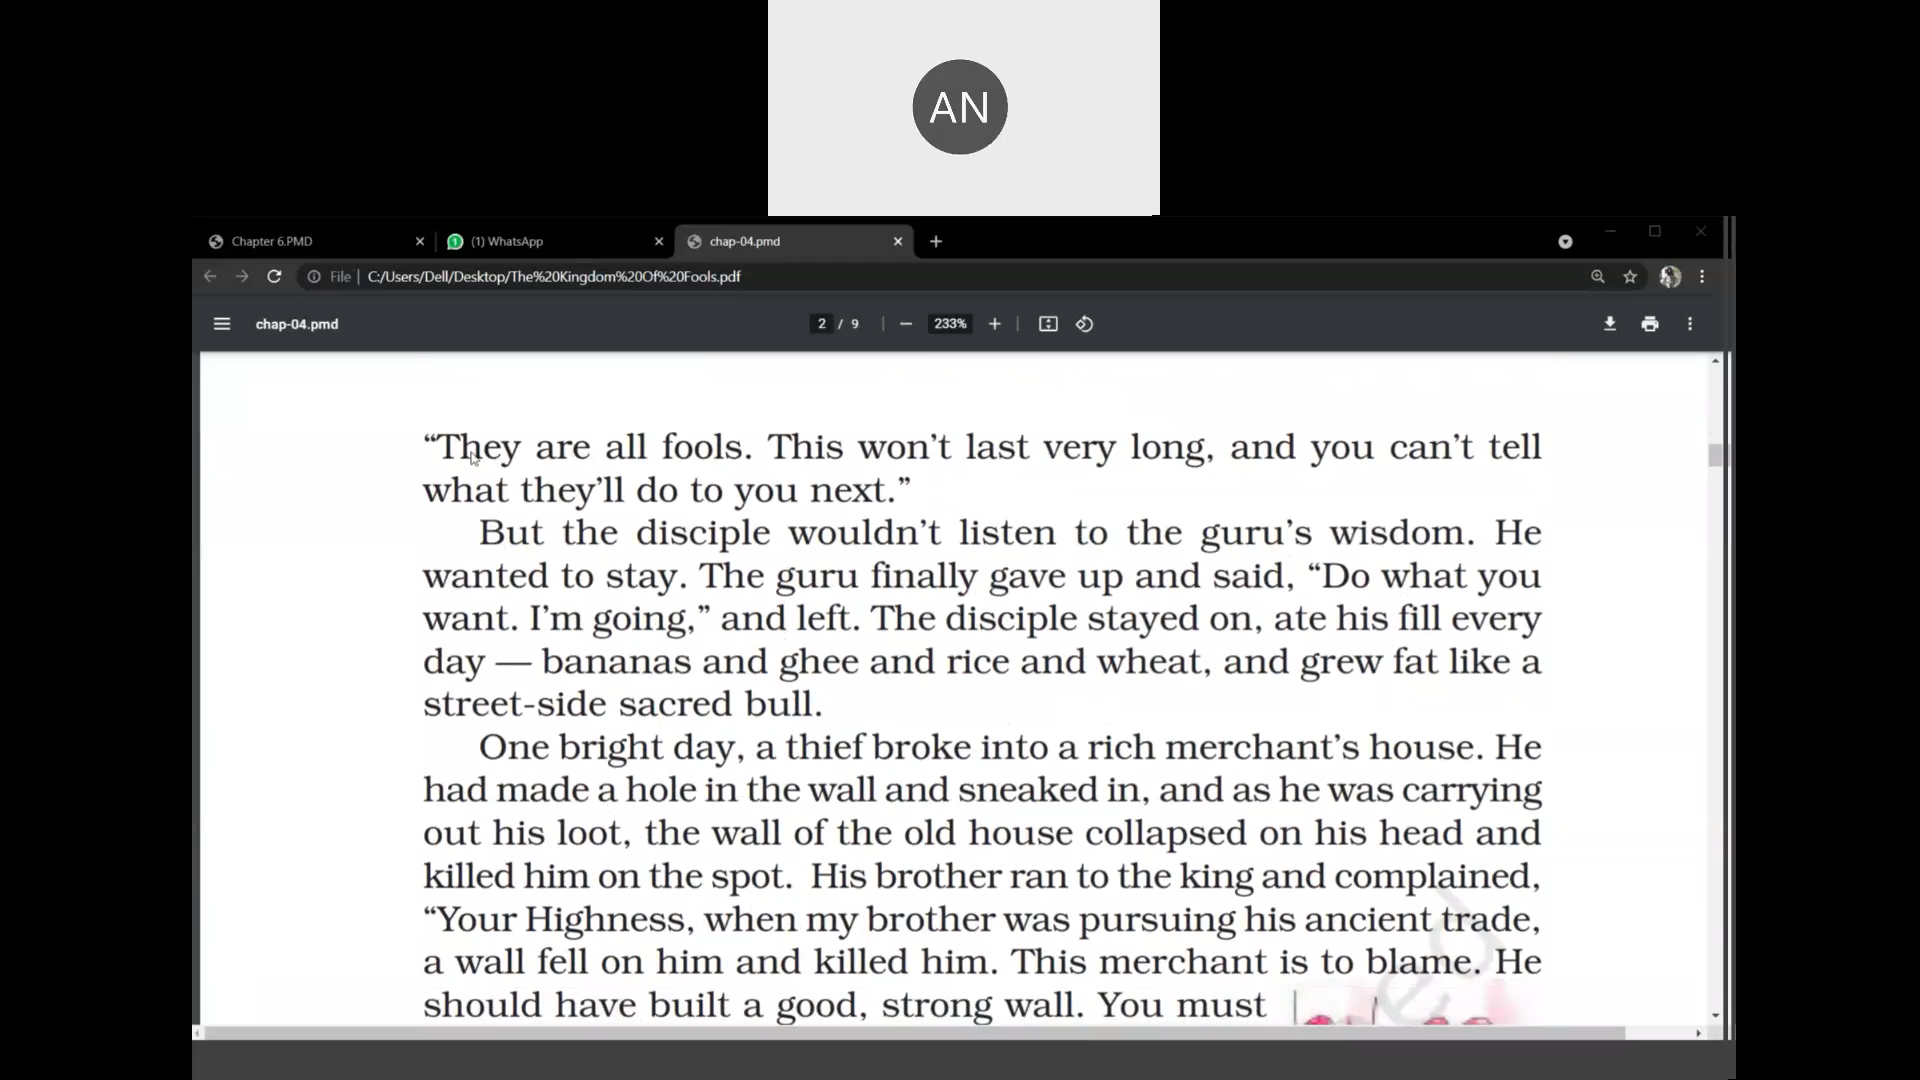 AN
Chapter 6.PMD
(1) WhatsApp
chap-04.pmd
File | C:/Users/Dell/Desktop/The%20Kingdom%20Of%20Fools.pdf
chap-04.pmd
2 / 9
233%
“They are all fools. This won’t last very long, and you can’t tell
what they’ll do to you next.”
But the disciple wouldn’t listen to the guru’s wisdom. He
wanted to stay. The guru finally gave up and said, “Do what you
want. I’m going,” and left. The disciple stayed on, ate his fill every
day — bananas and ghee and rice and wheat, and grew fat like a
street-side sacred bull.
One bright day, a thief broke into a rich merchant’s house. He
had made a hole in the wall and sneaked in, and as he was carrying
out his loot, the wall of the old house collapsed on his head and
killed him on the spot. His brother ran to the king and complained,
“Your Highness, when my brother was pursuing his ancient trade,
a wall fell on him and killed him. This merchant is to blame. He
should have built a good, strong wall. You must
ed